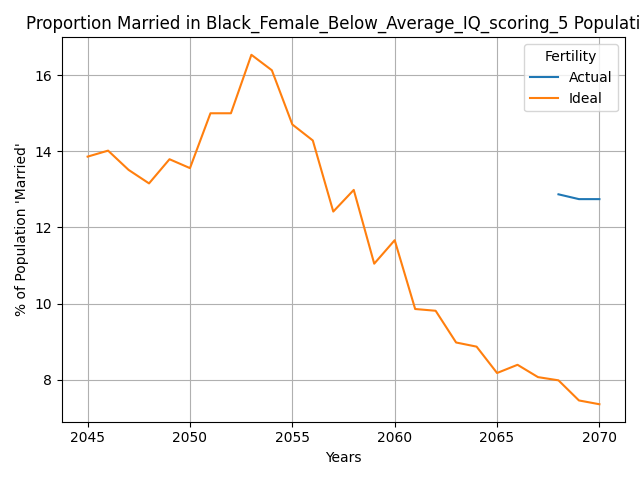 Proportion Married in Black_Female_Below_Average_IQ_scoring_5 Populati
Fertility
Actual
Ideal
16
14
12
10
8
% of Population 'Married'
2045 2050 2055 2060 2065 2070
Years